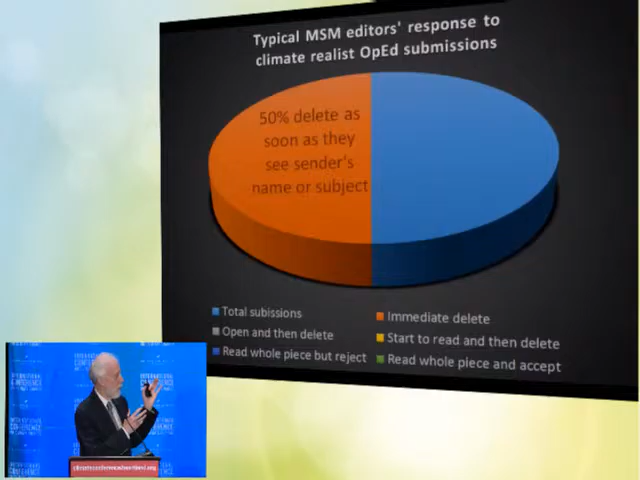 Typical MSM editors' response to
climate realist OpEd submissions
50% delete as
soon as they
see sender's
name or subject
Total subissions
Immediate delete
Open and then delete
Start to read and then delete
Read whole piece but reject
Read whole piece and accept
INTERNATIONAL
CONFERENCE